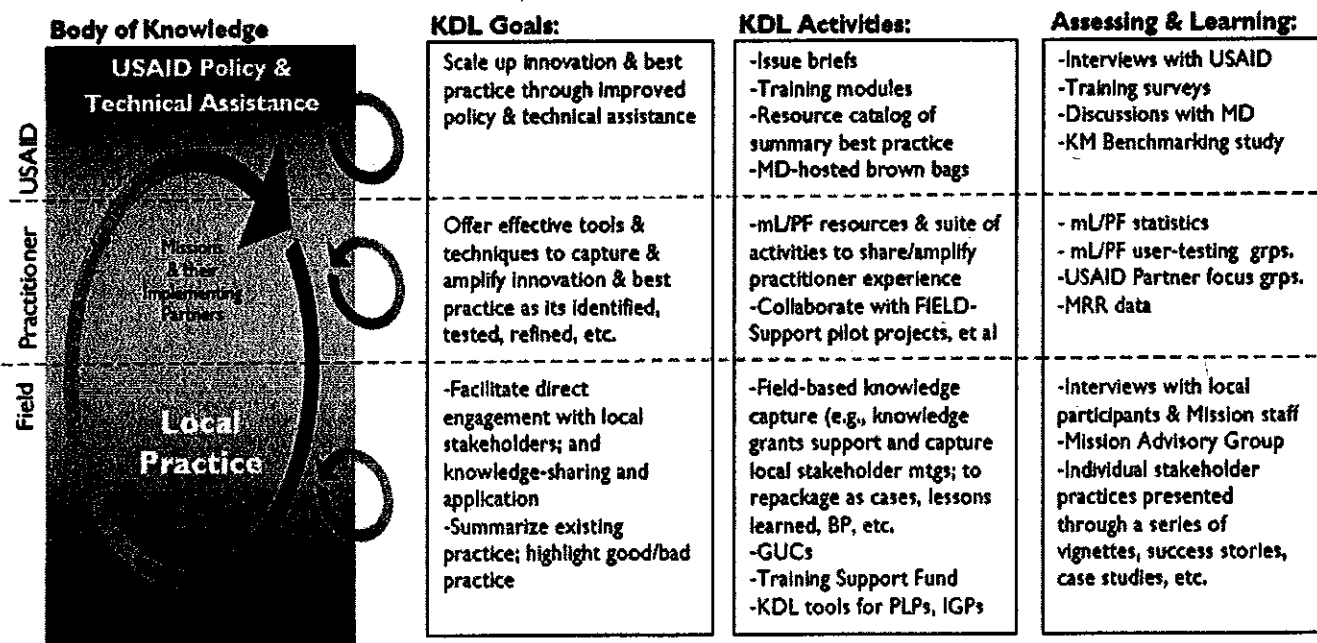 Body of Knowledge
USAID Policy &
Technical Assistance
USAID
Practitioner
Missions
& their
Implementing
Partners
Field
Local
Practice
KDL Goals:
Scale up innovation & best
practice through improved
policy & technical assistance
Offer effective tools &
techniques to capture &
amplify innovation & best
practice as its identified,
tested, refined, etc.
-Facilitate direct
engagement with local
stakeholders; and
knowledge-sharing and
application
-Summarize existing
practice; highlight good/bad
practice
KDL Activities:
-Issue briefs
-Training modules
-Resource catalog of
summary best practice
-MD-hosted brown bags
-mL/PF resources & suite of
activities to share/amplify
practitioner experience
-Collaborate with FIELD-
Support pilot projects, et al
-Field-based knowledge
capture (e.g., knowledge
grants support and capture
local stakeholder mtgs; to
repackage as cases, lessons
learned, BP, etc.
-GUCs
-Training Support Fund
-KDL tools for PLPs, IGPs
Assessing & Learning:
-Interviews with USAID
-Training surveys
-Discussions with MD
-KM Benchmarking study
- mL/PF statistics
- mL/PF user-testing grps.
-USAID Partner focus grps.
-MRR data
-Interviews with local
participants & Mission staff
-Mission Advisory Group
-Individual stakeholder
practices presented
through a series of
vignettes, success stories,
case studies, etc.